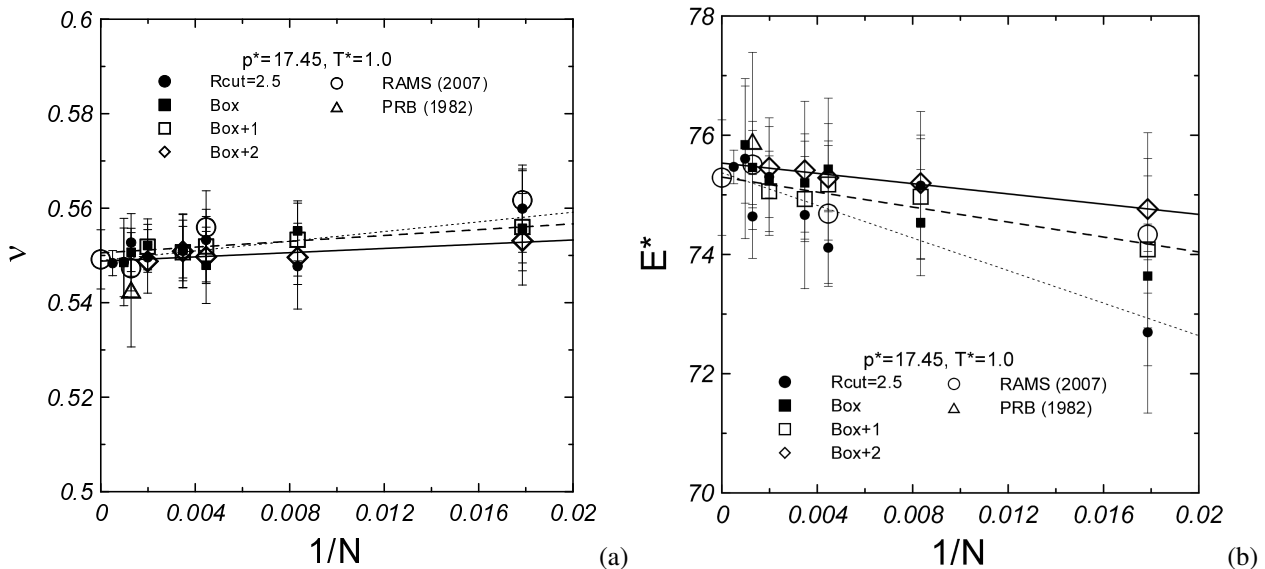 0.6
p*=17.45, T*=1.0
Rcut=2.5 RAMS (2007)
Box PRB (1982)
Box+1
Box+2
0.58
0.56
ν
0.54
0.52
0.5
0 0.004 0.008 0.012 0.016 0.02
1/N
(a)
78
76
E*
74
72
70
p*=17.45, T*=1.0
Rcut=2.5 RAMS (2007)
Box PRB (1982)
Box+1
Box+2
0 0.004 0.008 0.012 0.016 0.02
1/N
(b)